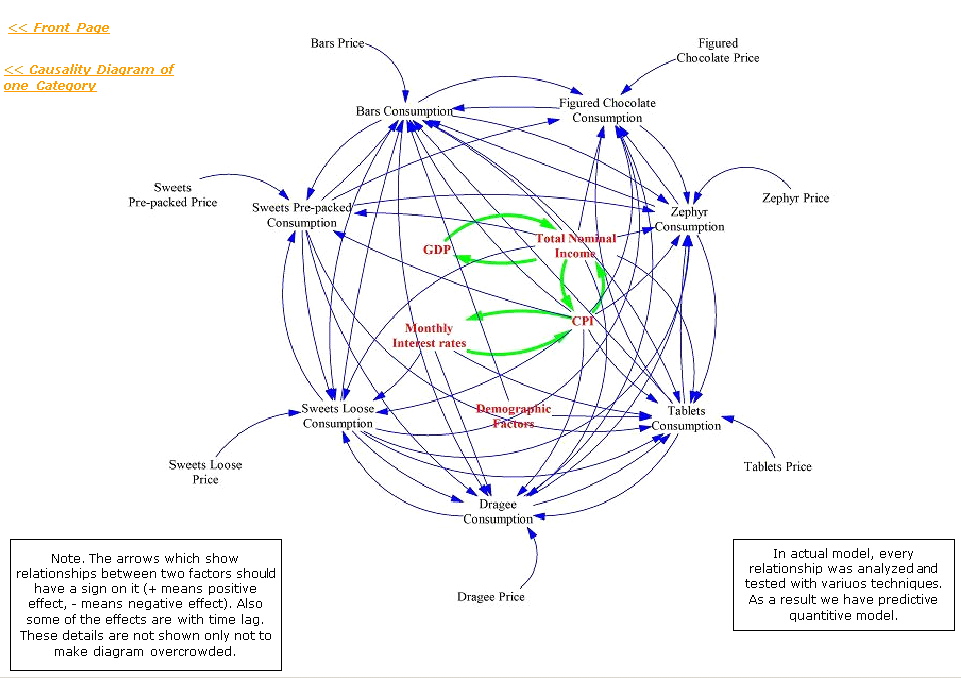 << Front Page
<< Causality Diagram of
one Category
Bars Price
Figured
Chocolate Price
Bars Consumption
Figured Chocolate
Consumption
Sweets
Pre-packed Price
Sweets Pre-packed
Consumption
Zephyr
Consumption
Zephyr Price
GDP
Total Nominal
Income
CPI
Monthly
Interest rates
Demographic
Factors
Sweets Loose
Consumption
Tablets
Consumption
Sweets Loose
Price
Tablets Price
Dragee
Consumption
Dragee Price
Note. The arrows which show
relationships between two factors should
have a sign on it (+ means positive
effect, - means negative effect). Also
some of the effects are with time lag.
These details are not shown only not to
make diagram overcrowded.
In actual model, every
relationship was analyzed and
tested with variuos techniques.
As a result we have predictive
quantitive model.